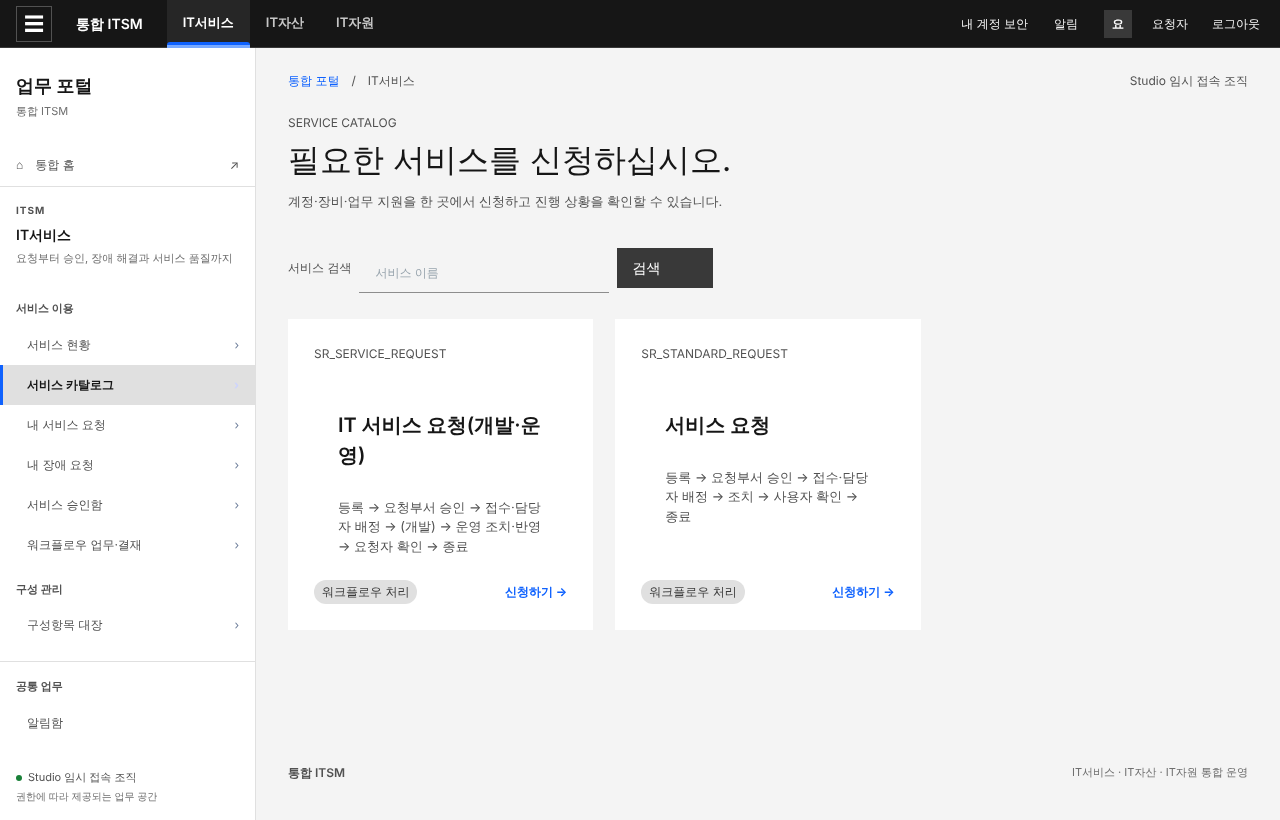 통합 ITSM
IT서비스
IT자산
IT자원
내 계정 보안
알림
요
요청자
로그아웃
업무 포털
통합 ITSM
통합 홈
ITSM
IT서비스
요청부터 승인, 장애 해결과 서비스 품질까지
서비스 이용
서비스 현황
서비스 카탈로그
내 서비스 요청
내 장애 요청
서비스 승인함
워크플로우 업무·결재
구성 관리
구성항목 대장
공통 업무
알림함
Studio 임시 접속 조직
권한에 따라 제공되는 업무 공간
통합 포털 / IT서비스
Studio 임시 접속 조직
SERVICE CATALOG
필요한 서비스를 신청하십시오.
계정·장비·업무 지원을 한 곳에서 신청하고 진행 상황을 확인할 수 있습니다.
서비스 검색
서비스 이름
검색
SR_SERVICE_REQUEST
IT 서비스 요청(개발·운
영)
등록 → 요청부서 승인 → 접수·담당
자 배정 → (개발) → 운영 조치·반영
→ 요청자 확인 → 종료
워크플로우 처리
신청하기 →
SR_STANDARD_REQUEST
서비스 요청
등록 → 요청부서 승인 → 접수·담당
자 배정 → 조치 → 사용자 확인 →
종료
워크플로우 처리
신청하기 →
통합 ITSM
IT서비스 · IT자산 · IT자원 통합 운영